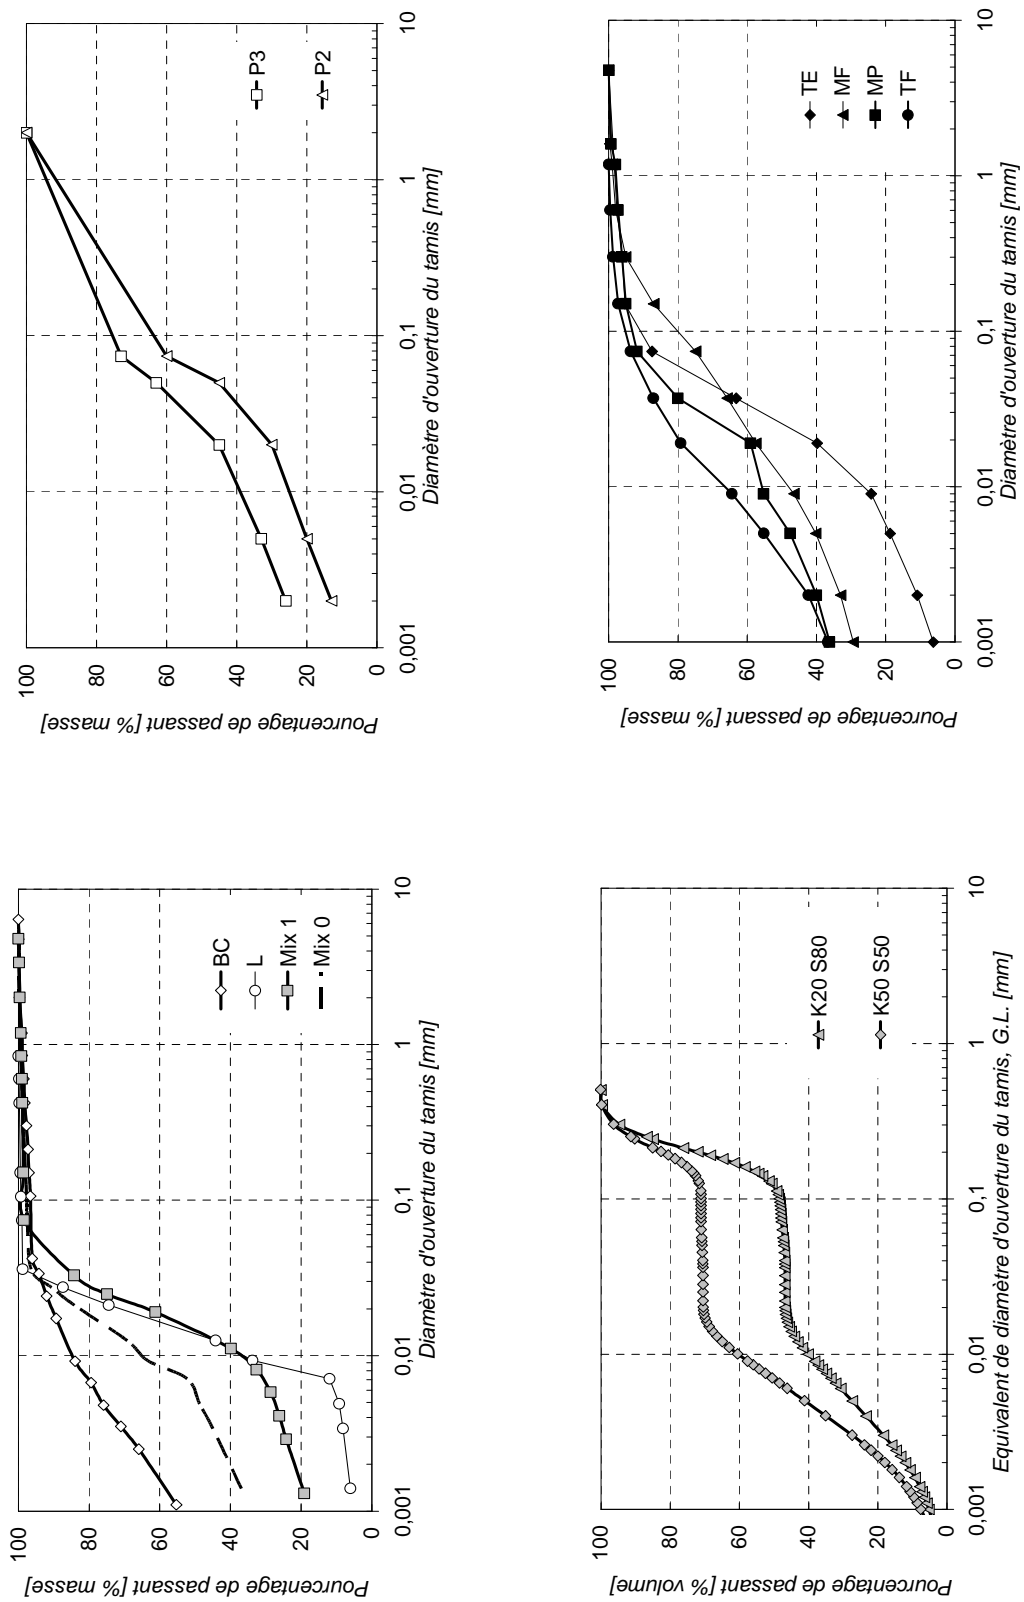 Pourcentage de passant [% masse]
100
80
60
40
20
0
BC
L
Mix 1
Mix 0
0,001
0,01
0,1
1
10
Diamètre d'ouverture du tamis [mm]
Pourcentage de passant [% masse]
100
80
60
40
20
0
P3
P2
0,001
0,01
0,1
1
10
Diamètre d'ouverture du tamis [mm]
Pourcentage de passant [% volume]
100
80
60
40
20
0
K20 S80
K50 S50
0,001
0,01
0,1
1
10
Equivalent de diamètre d'ouverture du tamis, G.L. [mm]
Pourcentage de passant [% masse]
100
80
60
40
20
0
TE
MF
MP
TF
0,001
0,01
0,1
1
10
Diamètre d'ouverture du tamis [mm]